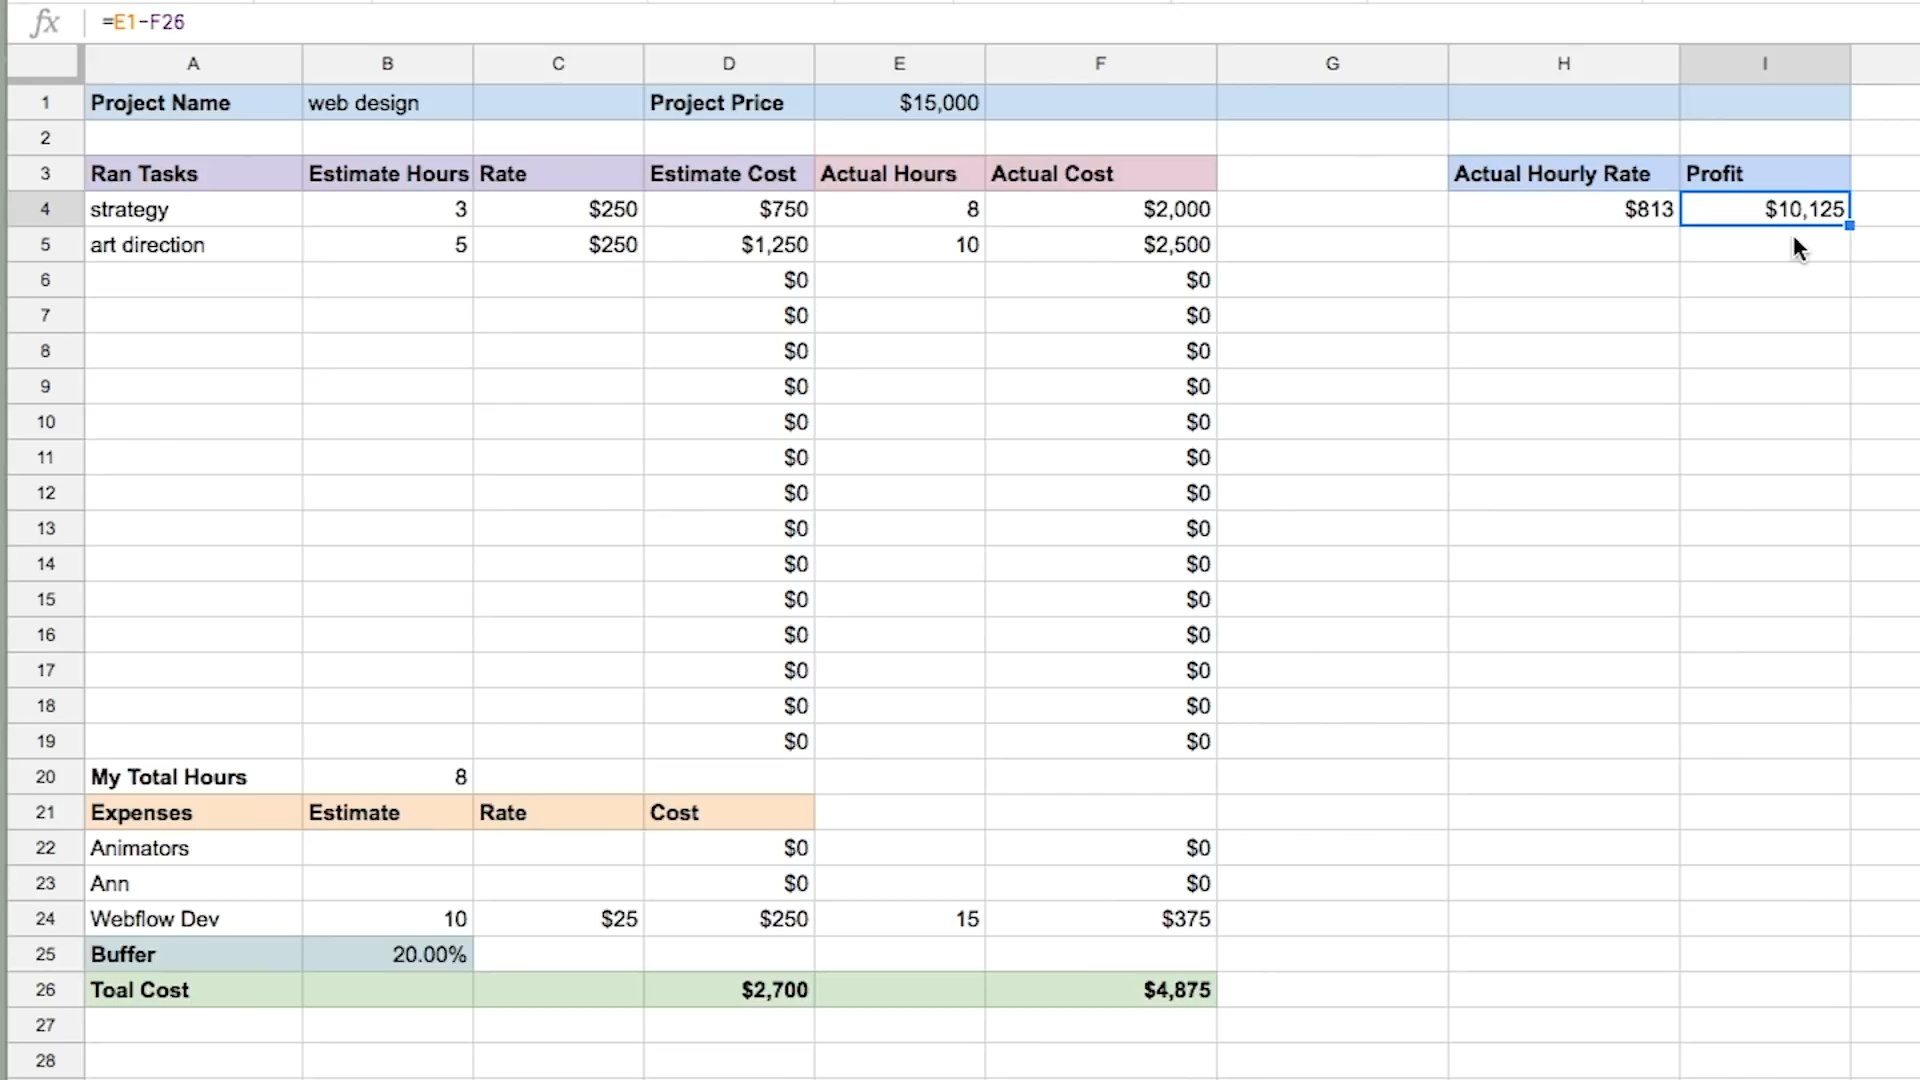 fx =E1-F26
A B C D E F G H I
1 Project Name web design Project Price $15,000
2
3 Ran Tasks Estimate Hours Rate Estimate Cost Actual Hours Actual Cost Actual Hourly Rate Profit
4 strategy 3 $250 $750 8 $2,000 $813 $10,125
5 art direction 5 $250 $1,250 10 $2,500
6 $0 $0
7 $0 $0
8 $0 $0
9 $0 $0
10 $0 $0
11 $0 $0
12 $0 $0
13 $0 $0
14 $0 $0
15 $0 $0
16 $0 $0
17 $0 $0
18 $0 $0
19 $0 $0
20 My Total Hours 8
21 Expenses Estimate Rate Cost
22 Animators $0 $0
23 Ann $0 $0
24 Webflow Dev 10 $25 $250 15 $375
25 Buffer 20.00%
26 Toal Cost $2,700 $4,875
27
28